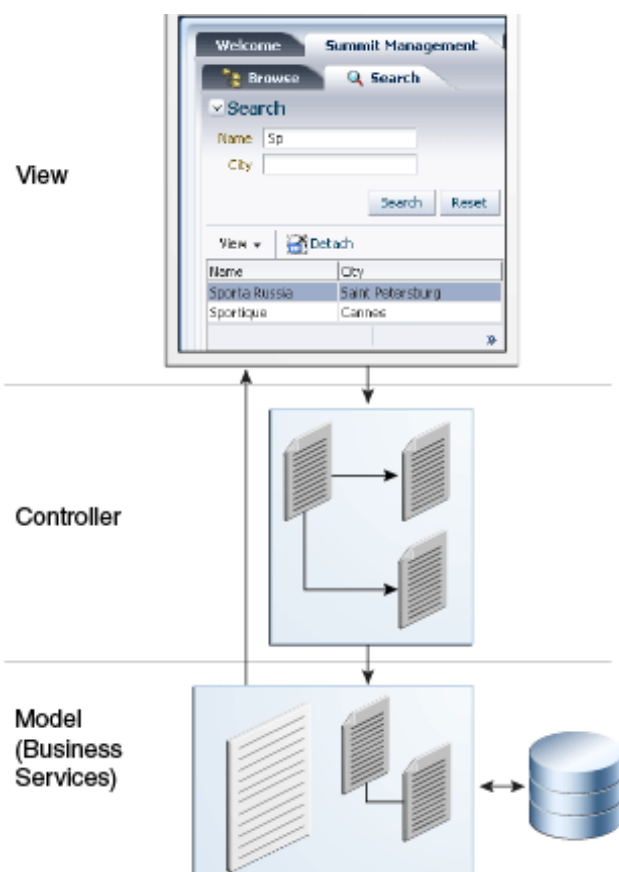 Welcome Summit Management
Browse Search
Search
Name Sp
City
Search Reset
View Detach
Name City
Sporta Russia Saint Petersburg
Sportique Cannes
View
Controller
Model
(Business
Services)